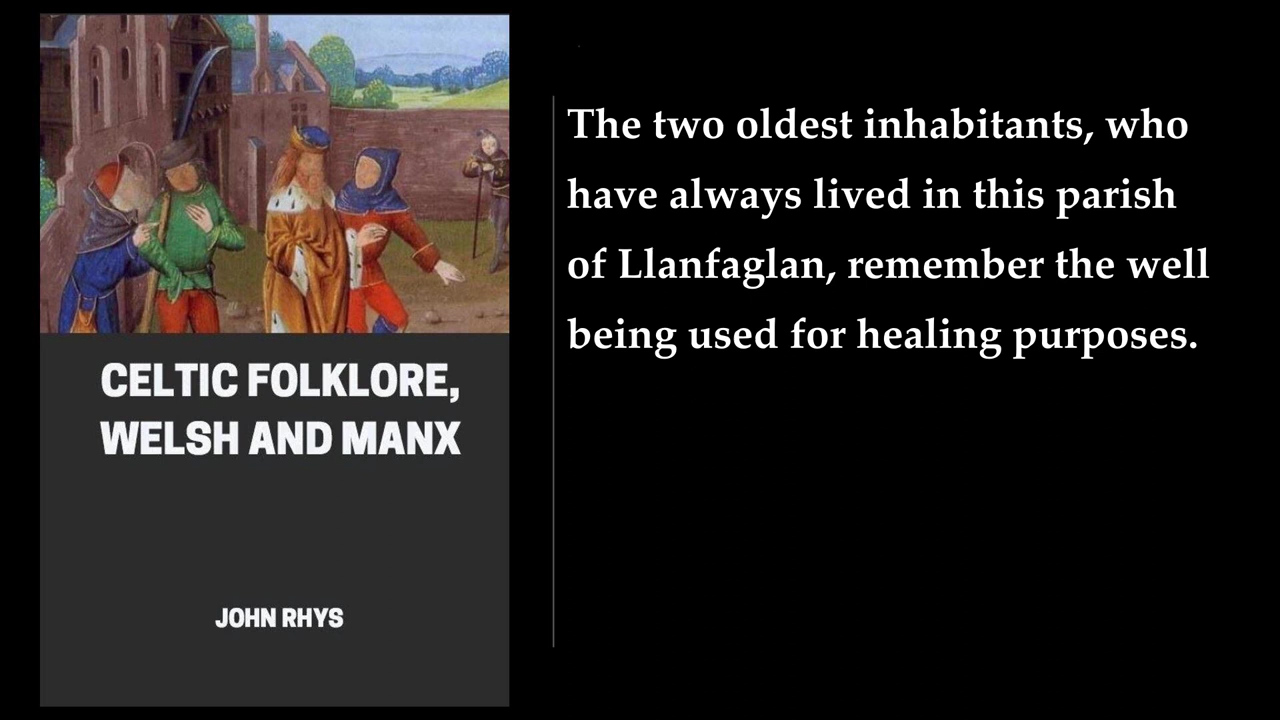 CELTIC FOLKLORE,
WELSH AND MANX
JOHN RHYS
The two oldest inhabitants, who
have always lived in this parish
of Llanfaglan, remember the well
being used for healing purposes.